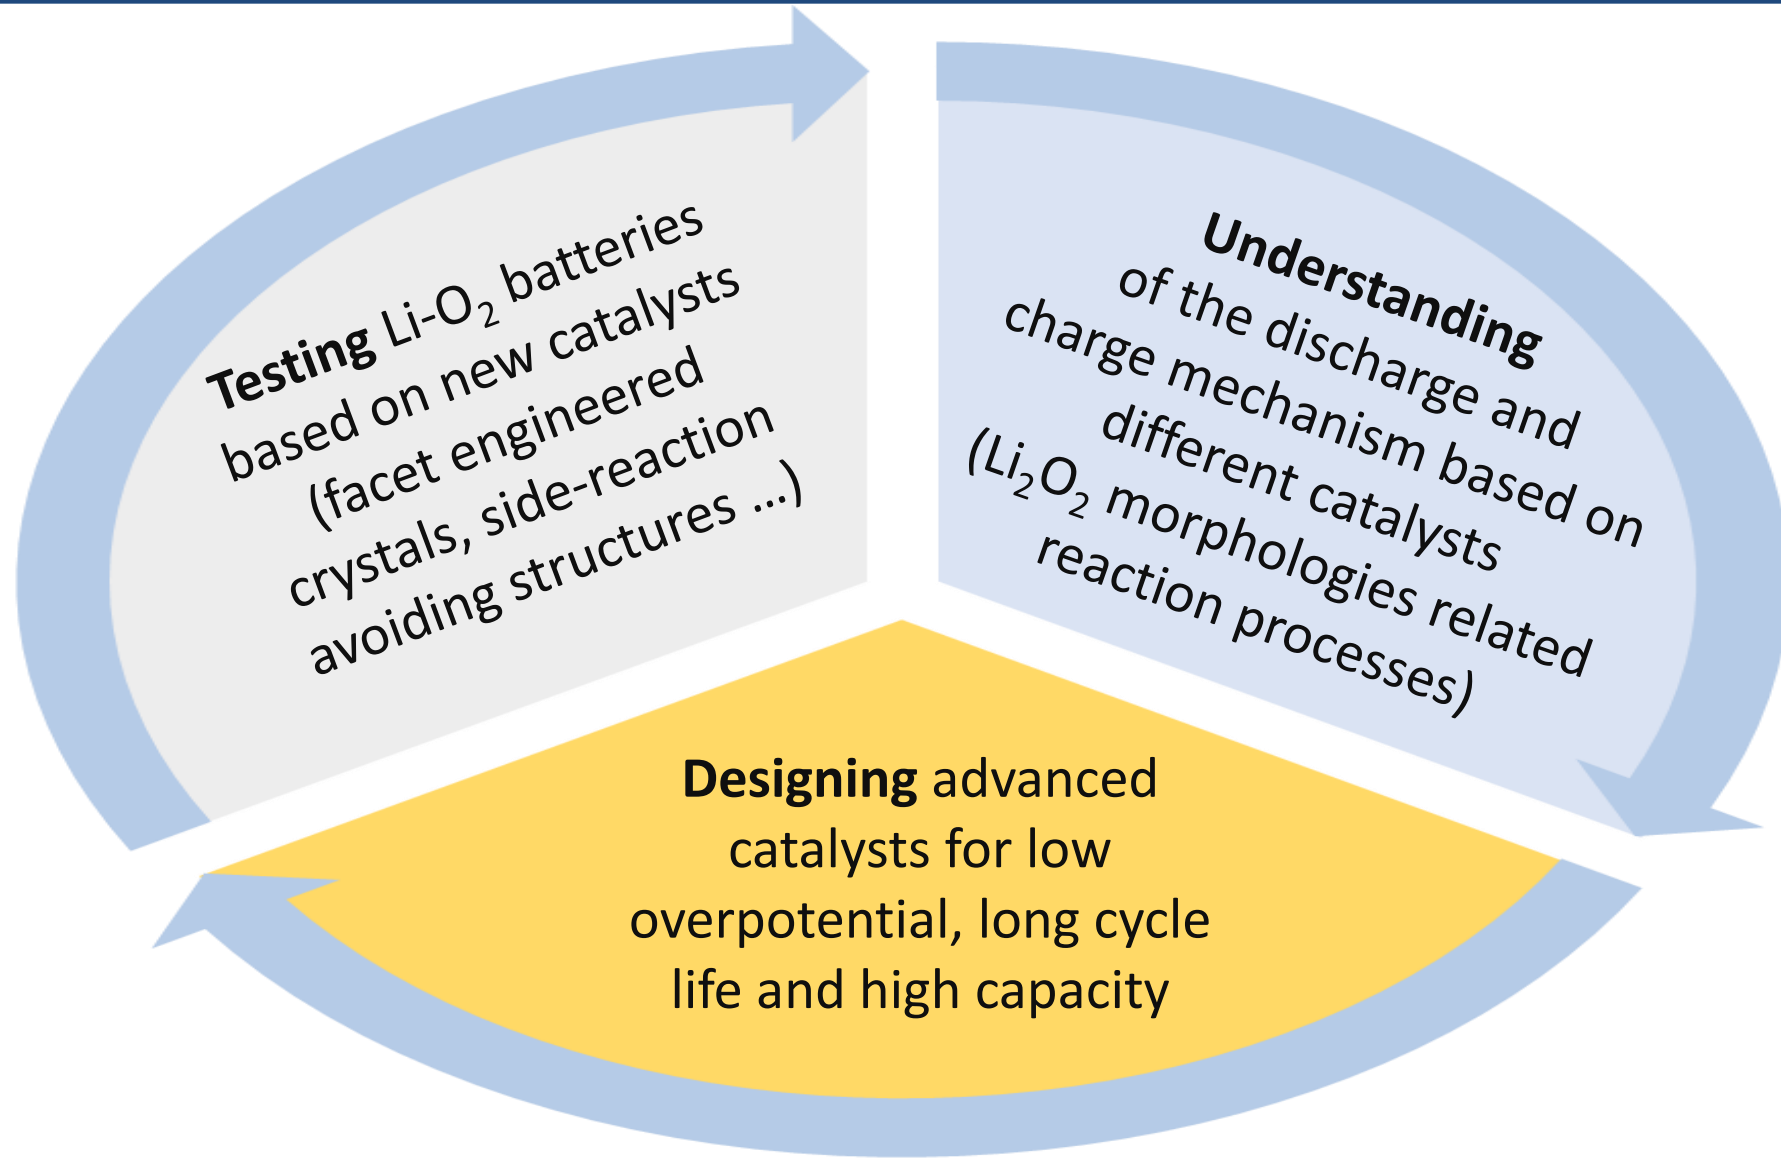 Testing Li-O₂ batteries
based on new catalysts
(facet engineered
crystals, side-reaction
avoiding structures ...)
Understanding
of the discharge and
charge mechanism based on
different catalysts
(Li₂O₂ morphologies related
reaction processes)
Designing advanced
catalysts for low
overpotential, long cycle
life and high capacity